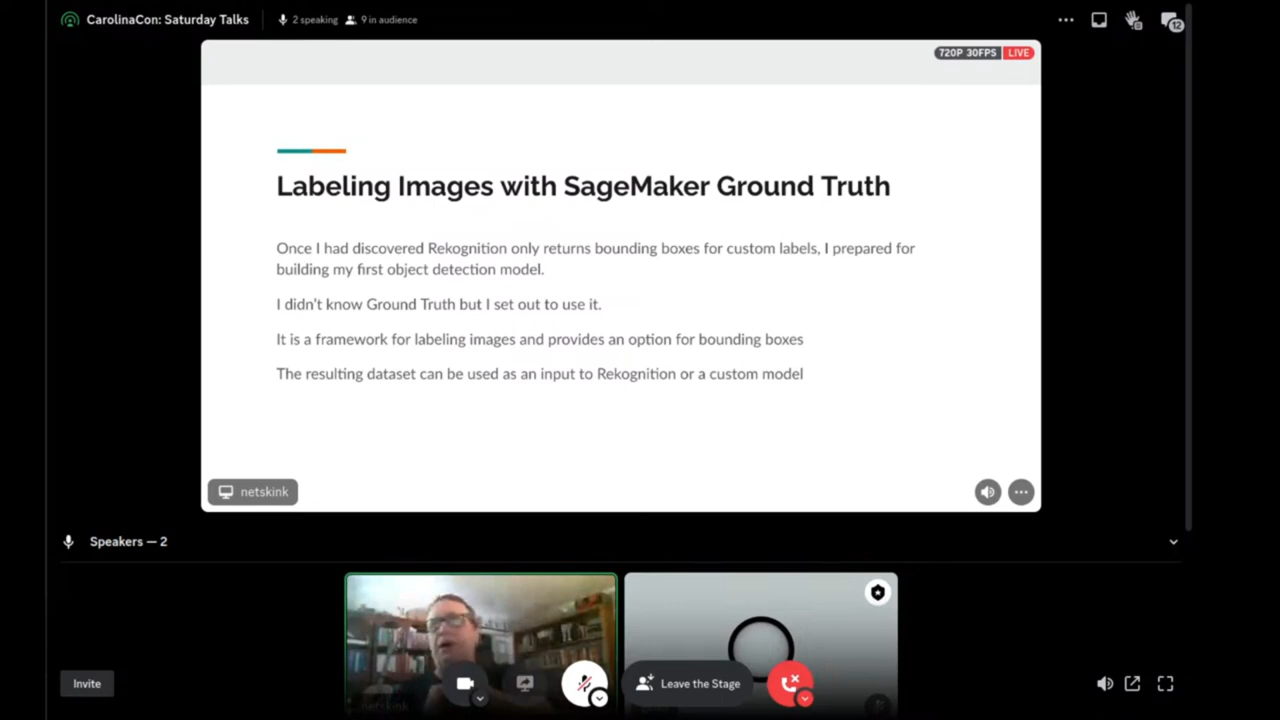 CarolinaCon: Saturday Talks
2 speaking
9 in audience
12
720P 30FPS
LIVE
Labeling Images with SageMaker Ground Truth
Once I had discovered Rekognition only returns bounding boxes for custom labels, I prepared for
building my first object detection model.
I didn't know Ground Truth but I set out to use it.
It is a framework for labeling images and provides an option for bounding boxes
The resulting dataset can be used as an input to Rekognition or a custom model
netskink
Speakers — 2
Invite
netskink
Leave the Stage